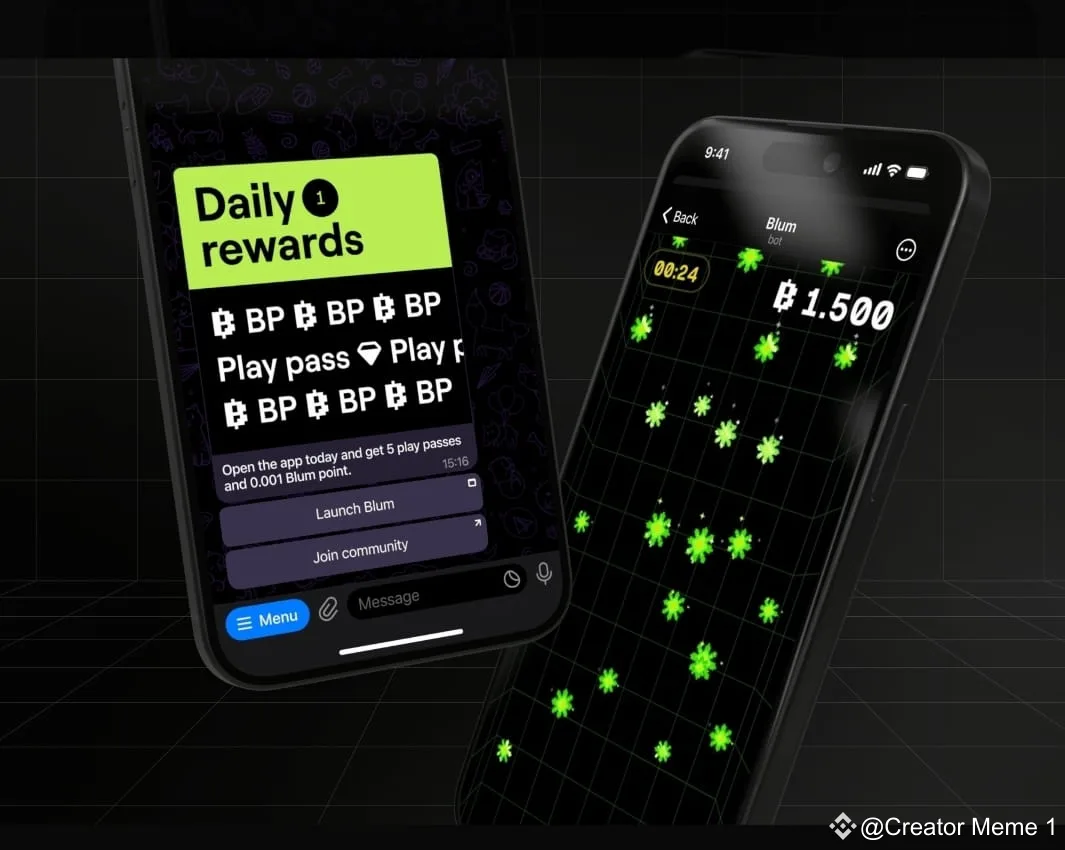 Daily 1
rewards
BP BP BP
Play pass Play p
BP BP BP
Open the app today and get 5 play passes
and 0.001 Blum point.
15:16
Launch Blum
Join community
Menu
Message
9:41
Back
Blum
bot
00:24
1.500
@Creator Meme 1